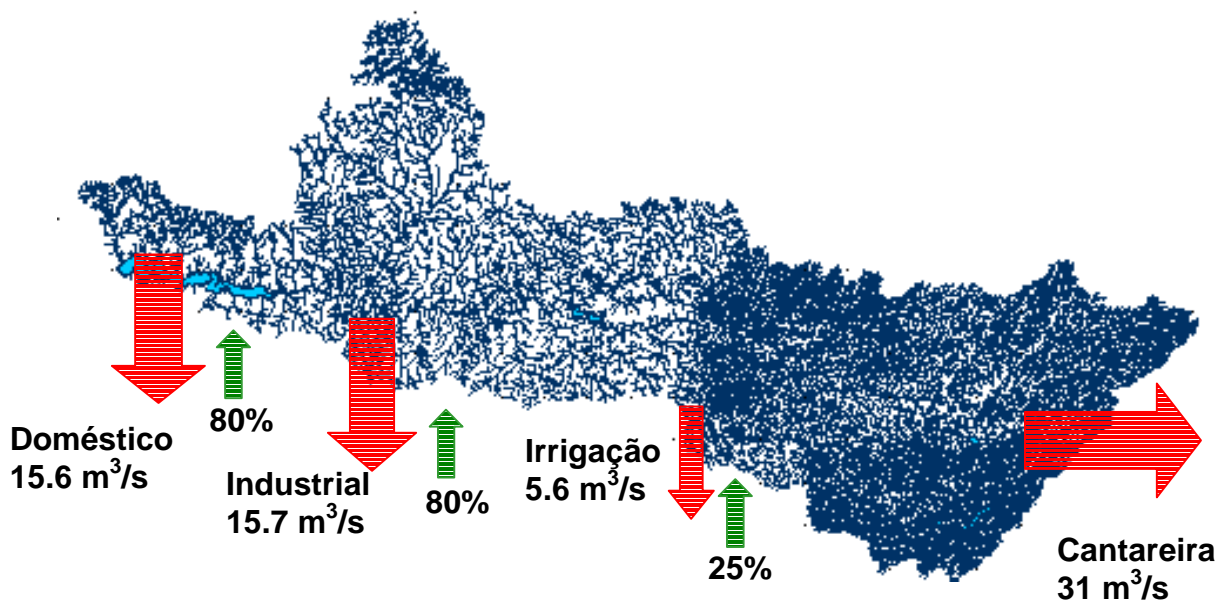 Doméstico
15.6 m³/s
80%
Industrial
15.7 m³/s
80%
Irrigação
5.6 m³/s
25%
Cantareira
31 m³/s